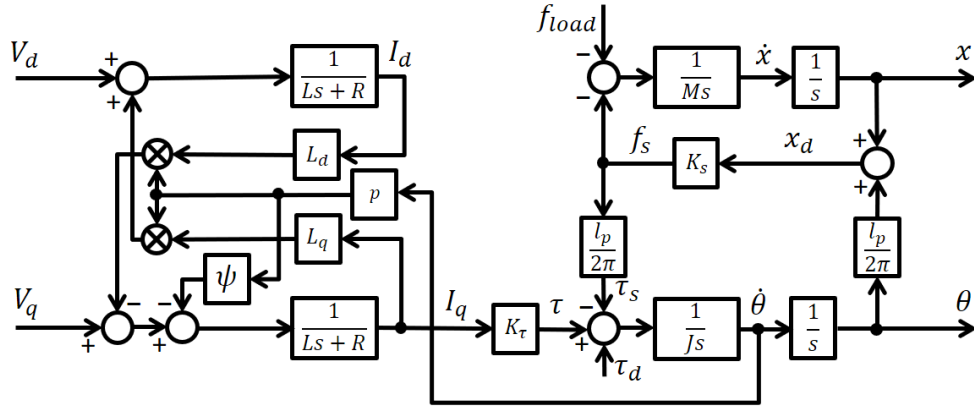 f_load
V_d
+
+
1/(Ls + R)
I_d
−
−
1/(Ms)
ẋ
1/s
x
L_d
f_s
K_s
x_d
+
+
p
L_q
l_p/(2π)
l_p/(2π)
ψ
V_q
+
−
−
+
1/(Ls + R)
I_q
K_τ
τ
τ_s
−
+
τ_d
1/(Js)
θ̇
1/s
θ